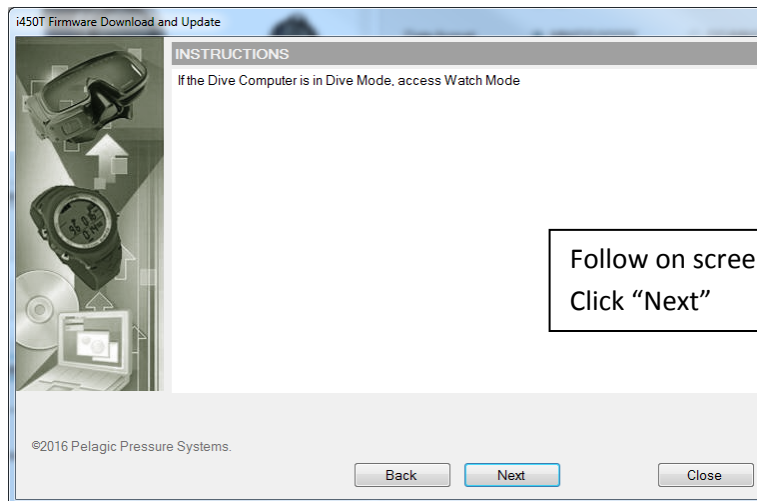 i450T Firmware Download and Update
INSTRUCTIONS
If the Dive Computer is in Dive Mode, access Watch Mode
Follow on scree
Click “Next”
©2016 Pelagic Pressure Systems.
Back Next Close